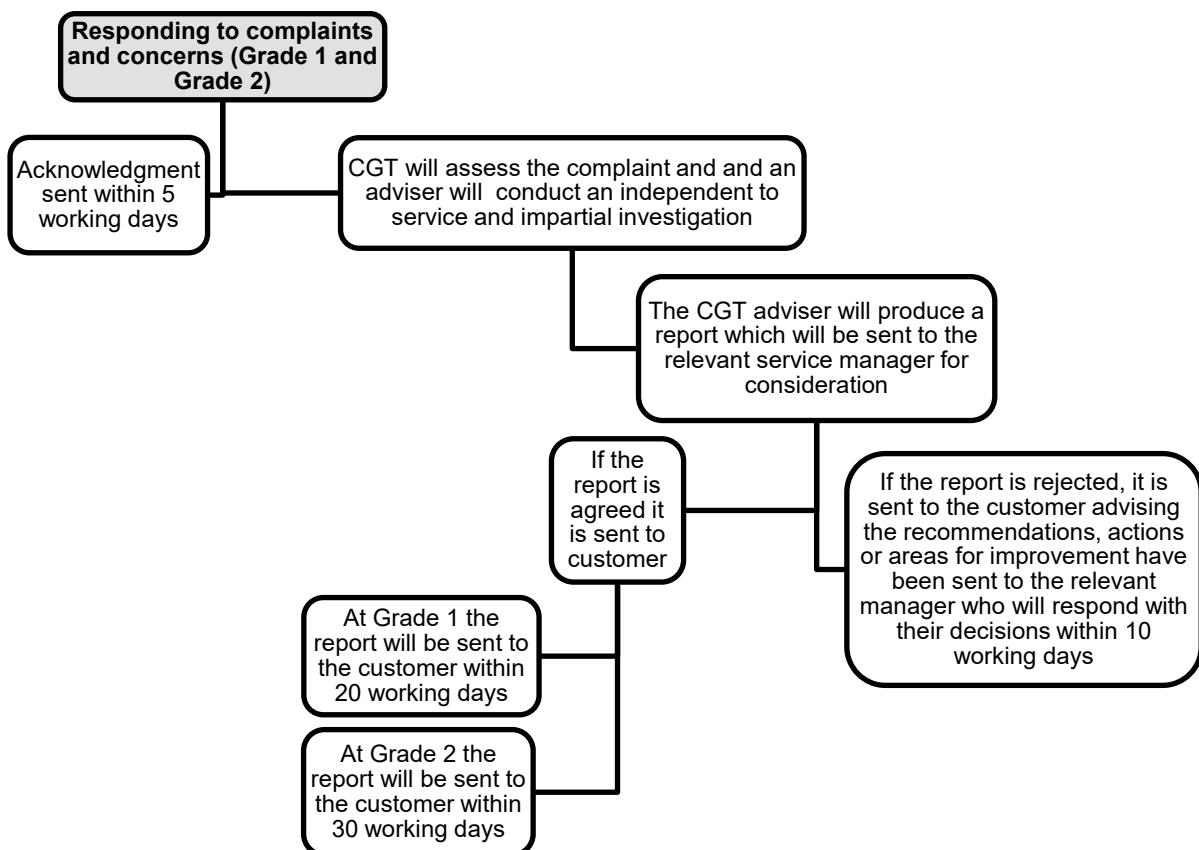 Responding to complaints
and concerns (Grade 1 and
Grade 2)
Acknowledgment
sent within 5
working days
CGT will assess the complaint and and an
adviser will  conduct an independent to
service and impartial investigation
The CGT adviser will produce a
report which will be sent to the
relevant service manager for
consideration
If the
report is
agreed it
is sent to
customer
If the report is rejected, it is
sent to the customer advising
the recommendations, actions
or areas for improvement have
been sent to the relevant
manager who will respond with
their decisions within 10
working days
At Grade 1 the
report will be sent to
the customer within
20 working days
At Grade 2 the
report will be sent to
the customer within
30 working days